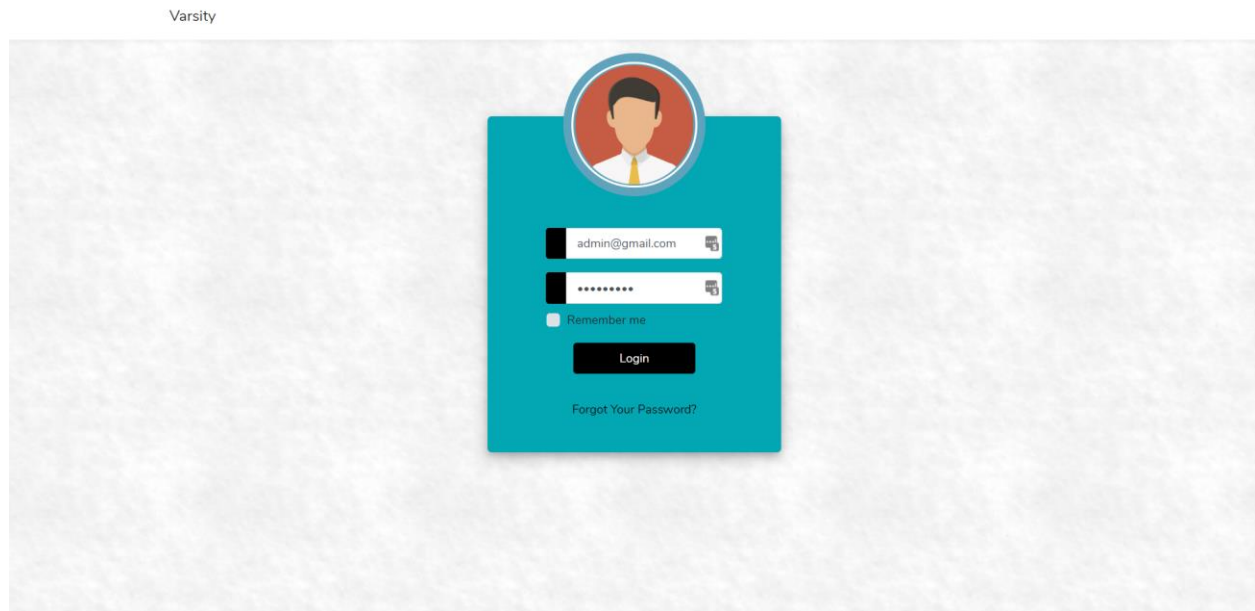 Varsity
admin@gmail.com
•••••••••
Remember me
Login
Forgot Your Password?